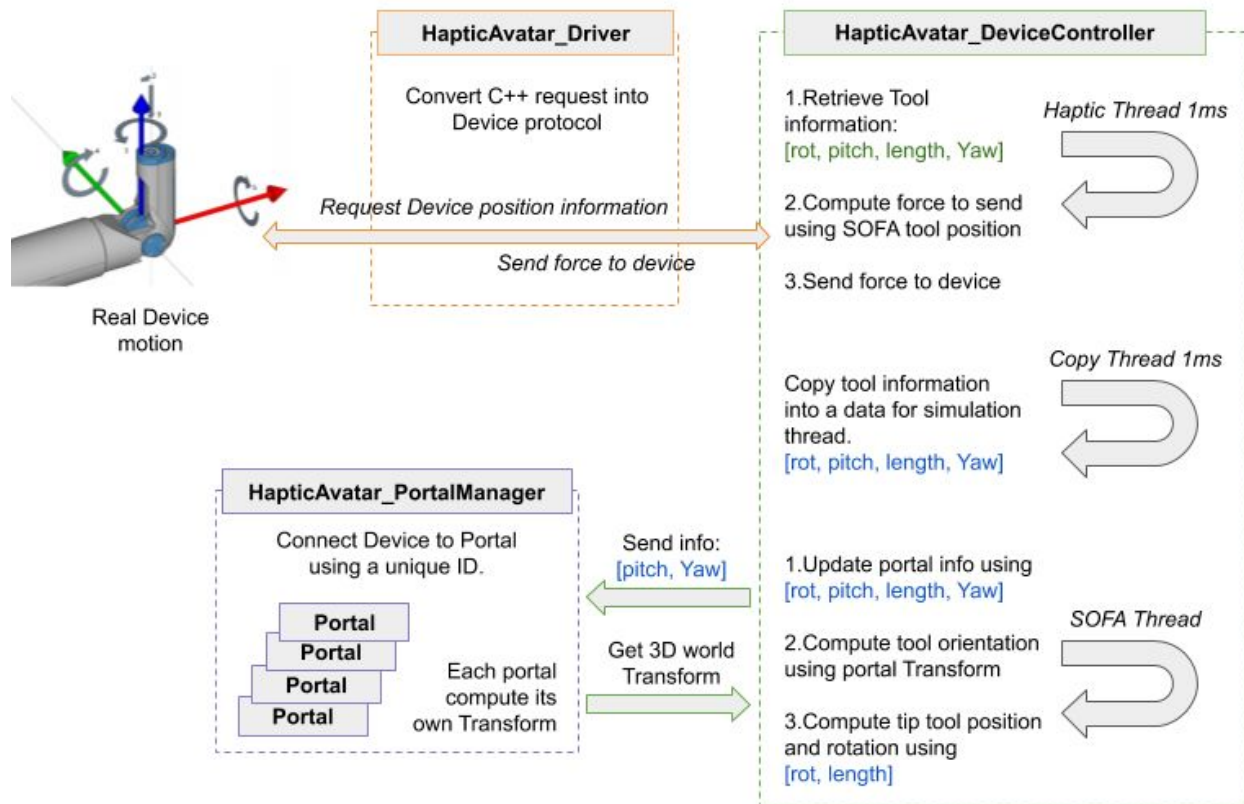 HapticAvatar_Driver
Convert C++ request into
Device protocol
Request Device position information
Send force to device
Real Device
motion
HapticAvatar_DeviceController
1.Retrieve Tool
information:
[rot, pitch, length, Yaw]
Haptic Thread 1ms
2.Compute force to send
using SOFA tool position
3.Send force to device
Copy Thread 1ms
Copy tool information
into a data for simulation
thread.
[rot, pitch, length, Yaw]
HapticAvatar_PortalManager
Connect Device to Portal
using a unique ID.
Portal
Portal
Portal
Portal
Each portal
compute its
own Transform
Send info:
[pitch, Yaw]
Get 3D world
Transform
1.Update portal info using
[rot, pitch, length, Yaw]
SOFA Thread
2.Compute tool orientation
using portal Transform
3.Compute tip tool position
and rotation using
[rot, length]